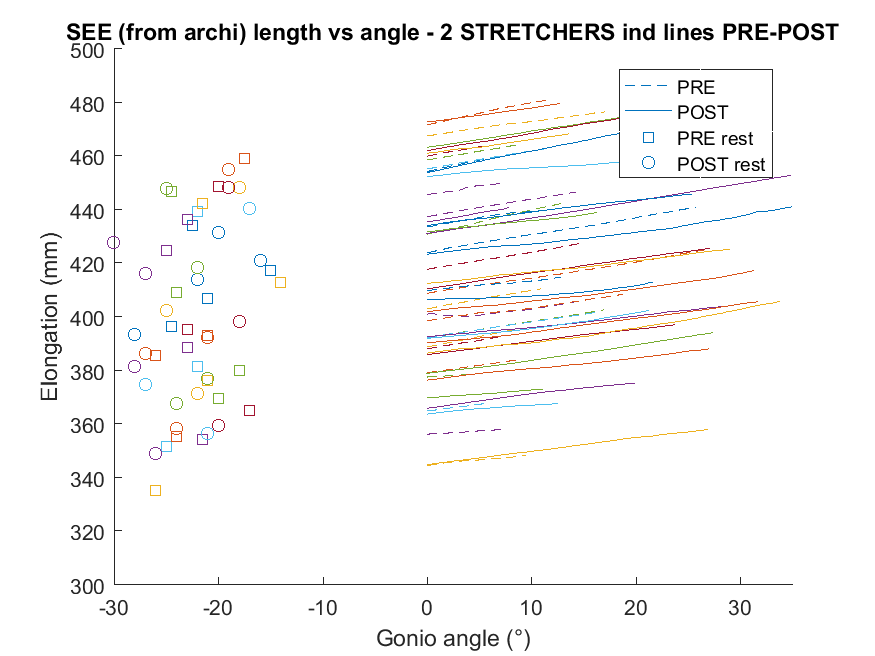 SEE (from archi) length vs angle - 2 STRETCHERS ind lines PRE-POST
500
480
460
440
420
400
380
360
340
320
300
Elongation (mm)
-30
-20
-10
0
10
20
30
Gonio angle (°)
PRE
POST
PRE rest
POST rest